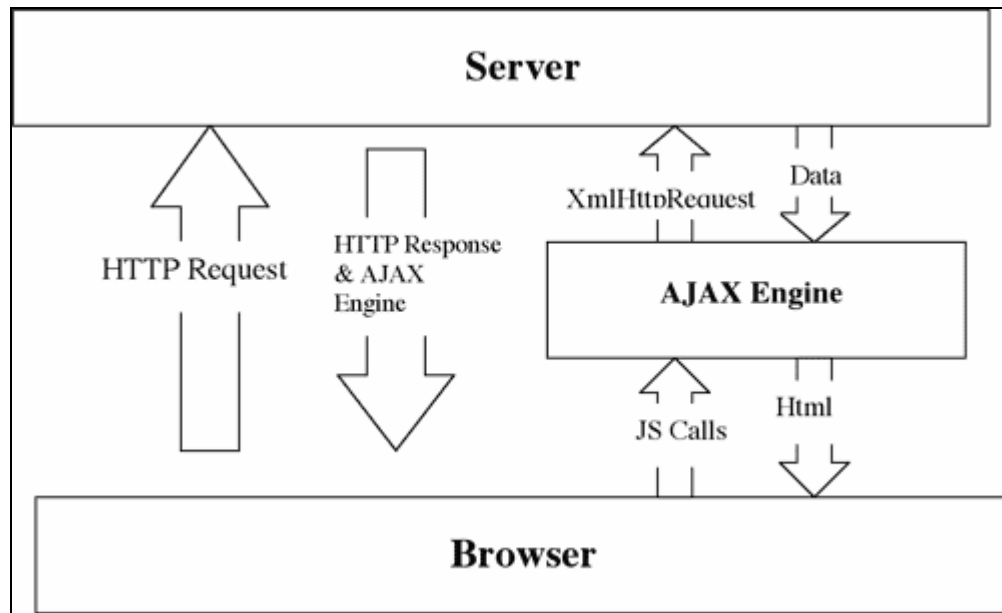 Server
XmlHttpRequest
Data
HTTP Request
HTTP Response
& AJAX
Engine
AJAX Engine
JS Calls
Html
Browser